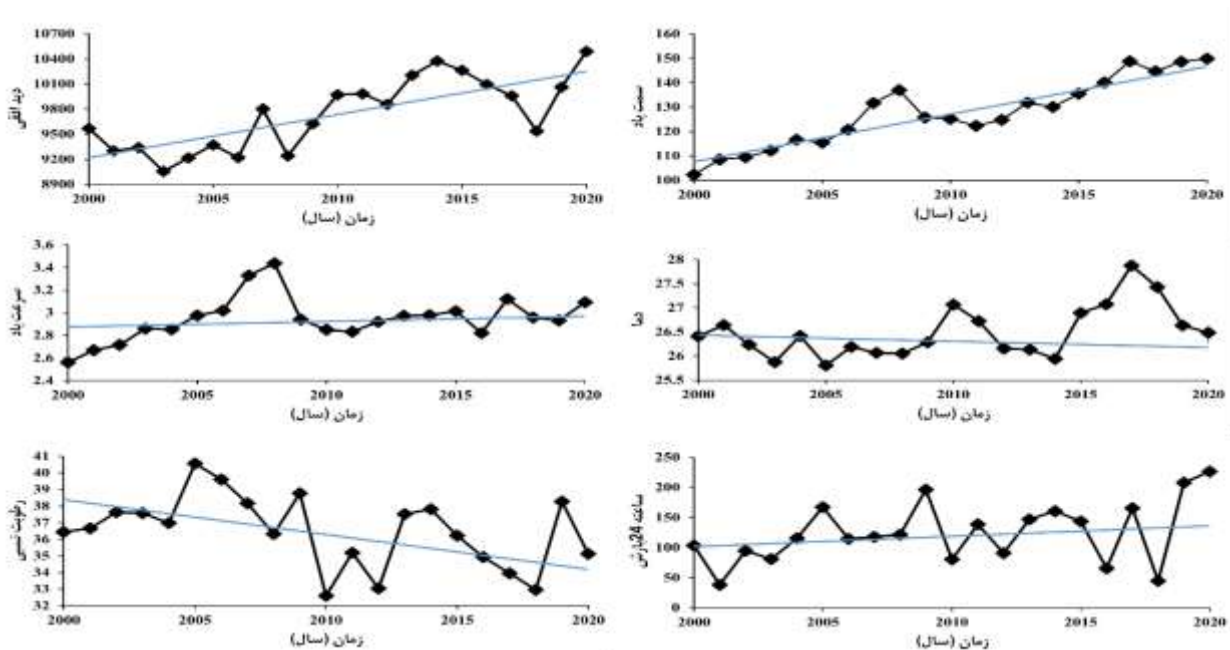 10700
10400
10100
9800
9500
9200
8900
دید افقی
2000 2005 2010 2015 2020
زمان (سال)
160
150
140
130
120
110
100
سمت باد
2000 2005 2010 2015 2020
زمان (سال)
3.6
3.4
3.2
3
2.8
2.6
2.4
سرعت باد
2000 2005 2010 2015 2020
زمان (سال)
28
27.5
27
26.5
26
25.5
دما
2000 2005 2010 2015 2020
زمان (سال)
41
40
39
38
37
36
35
34
33
32
رطوبت نسبی
2000 2005 2010 2015 2020
زمان (سال)
250
200
150
100
50
0
ساعته 24بارش
2000 2005 2010 2015 2020
زمان (سال)